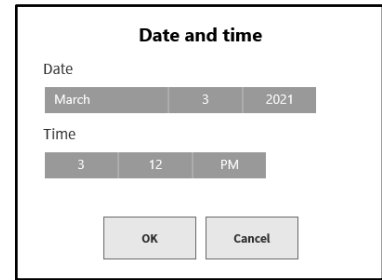 Date and time
Date
March 3 2021
Time
3 12 PM
OK Cancel